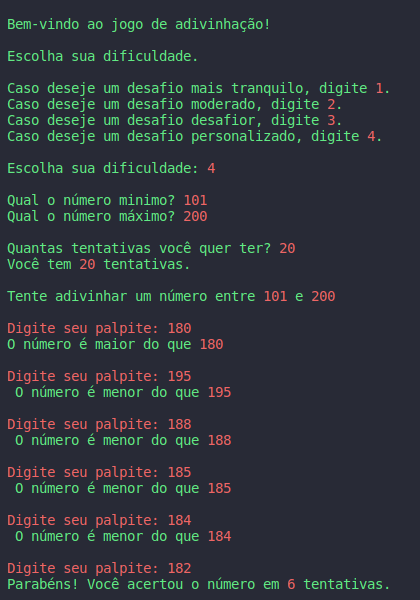 Bem-vindo ao jogo de adivinhação!
Escolha sua dificuldade.
Caso deseje um desafio mais tranquilo, digite 1.
Caso deseje um desafio moderado, digite 2.
Caso deseje um desafio desafior, digite 3.
Caso deseje um desafio personalizado, digite 4.
Escolha sua dificuldade: 4
Qual o número minimo? 101
Qual o número máximo? 200
Quantas tentativas você quer ter? 20
Você tem 20 tentativas.
Tente adivinhar um número entre 101 e 200
Digite seu palpite: 180
O número é maior do que 180
Digite seu palpite: 195
O número é menor do que 195
Digite seu palpite: 188
O número é menor do que 188
Digite seu palpite: 185
O número é menor do que 185
Digite seu palpite: 184
O número é menor do que 184
Digite seu palpite: 182
Parabéns! Você acertou o número em 6 tentativas.